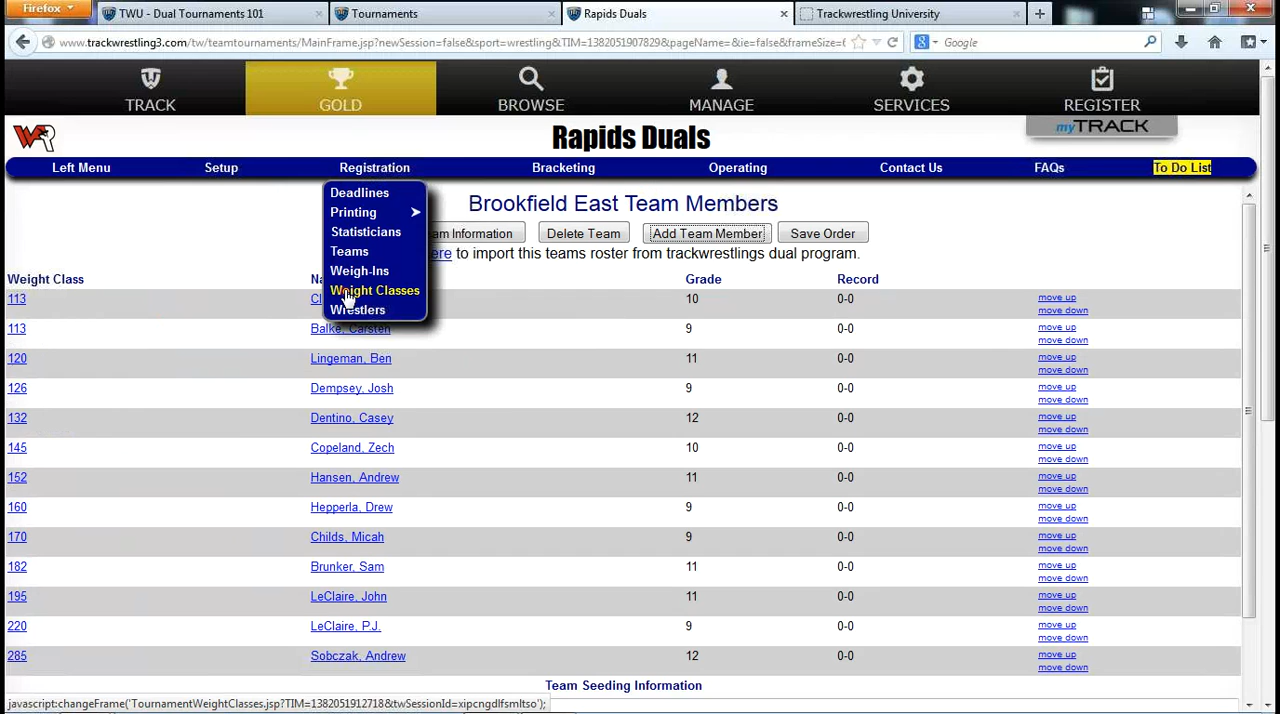 Firefox
TWU - Dual Tournaments 101
Tournaments
Rapids Duals
Trackwrestling University
www.trackwrestling3.com/tw/teamtournaments/MainFrame.jsp?newSession=false&sport=wrestling&TIM=1382051907829&pageName=&ie=false&frameSize=
Google
TRACK
GOLD
BROWSE
MANAGE
SERVICES
REGISTER
Rapids Duals
myTRACK
Left Menu
Setup
Registration
Bracketing
Operating
Contact Us
FAQs
To Do List
Deadlines
Printing
Statisticians
Teams
Weigh-Ins
Weight Classes
Wrestlers
Brookfield East Team Members
am Information
Delete Team
Add Team Member
Save Order
ere to import this teams roster from trackwrestlings dual program.
Weight Class
Grade
Record
113 10 0-0 move up
move down
113 Balke, Carsten 9 0-0 move up
move down
120 Lingeman, Ben 11 0-0 move up
move down
126 Dempsey, Josh 9 0-0 move up
move down
132 Dentino, Casey 12 0-0 move up
move down
145 Copeland, Zech 10 0-0 move up
move down
152 Hansen, Andrew 11 0-0 move up
move down
160 Hepperla, Drew 9 0-0 move up
move down
170 Childs, Micah 9 0-0 move up
move down
182 Brunker, Sam 11 0-0 move up
move down
195 LeClaire, John 11 0-0 move up
move down
220 LeClaire, P.J. 9 0-0 move up
move down
285 Sobczak, Andrew 12 0-0 move up
move down
Team Seeding Information
javascript:changeFrame('TournamentWeightClasses.jsp?TIM=1382051912718&twSessionId=xipcngdlfsmltso');